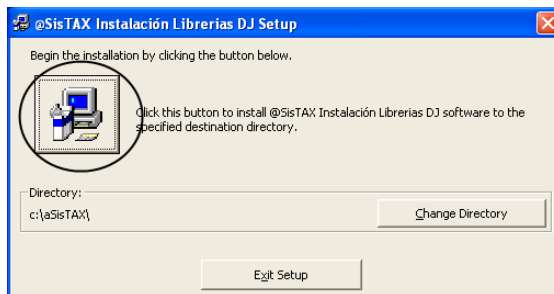 @SisTAX Instalación Librerias DJ Setup
Begin the installation by clicking the button below.
Click this button to install @SisTAX Instalación Librerias DJ software to the
specified destination directory.
Directory:
c:\aSisTAX\
Change Directory
Exit Setup